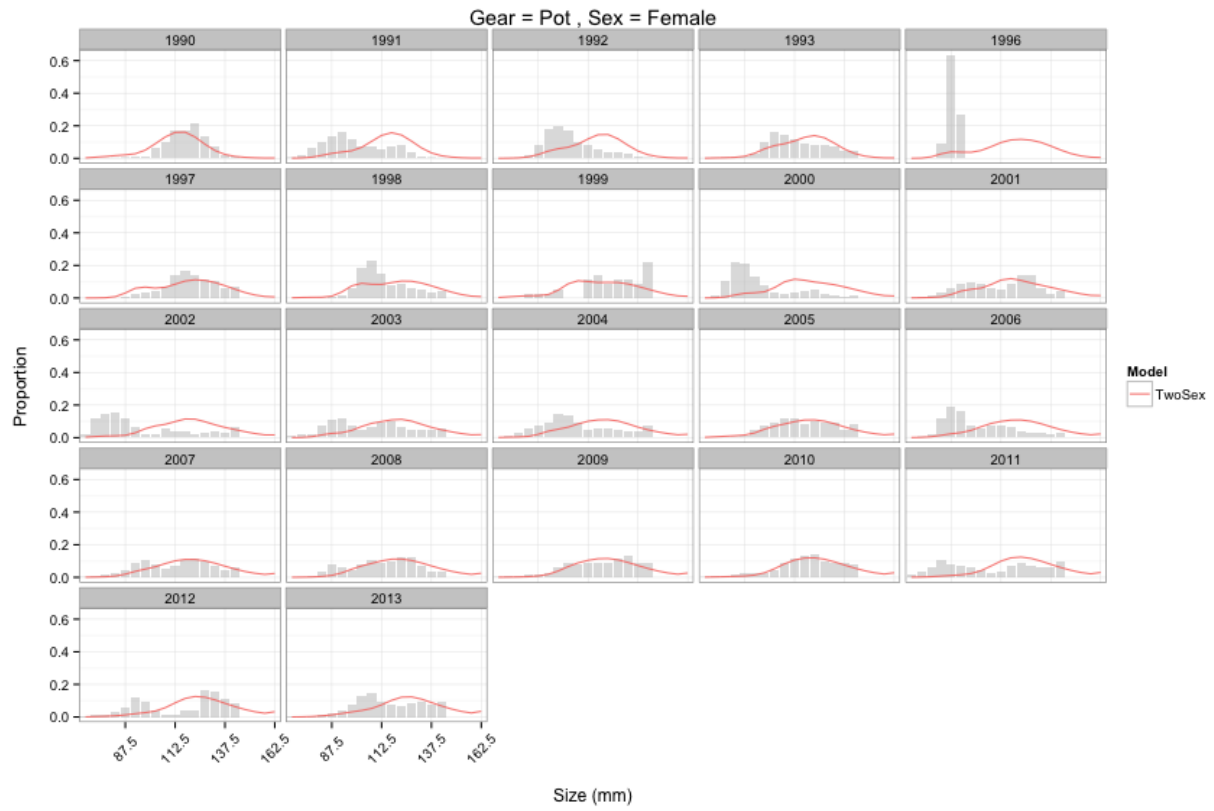 Gear = Pot , Sex = Female
1990 1991 1992 1993 1996
0.6
0.4
0.2
0.0
1997 1998 1999 2000 2001
0.6
0.4
0.2
0.0
2002 2003 2004 2005 2006
0.6
0.4
0.2
0.0
Proportion
Model
TwoSex
2007 2008 2009 2010 2011
0.6
0.4
0.2
0.0
2012 2013
0.6
0.4
0.2
0.0
87.5 112.5 137.5 162.5 87.5 112.5 137.5 162.5
Size (mm)